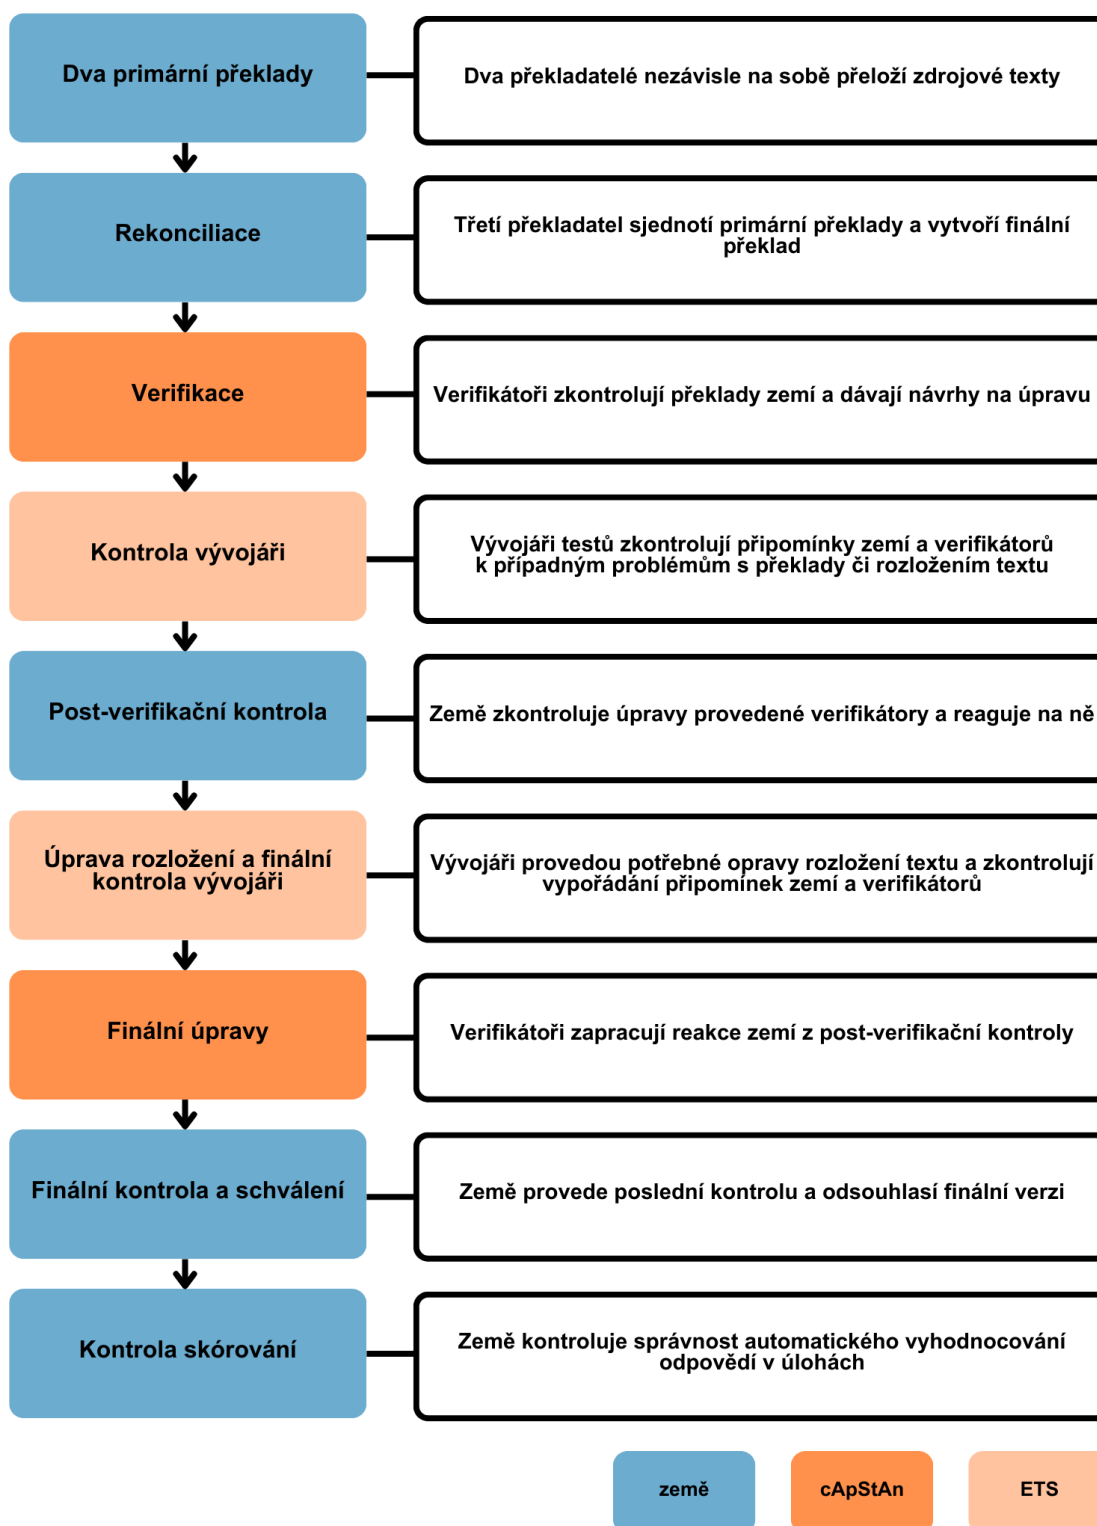 Dva primární překlady
Dva překladatelé nezávisle na sobě přeloží zdrojové texty
Rekonciliace
Třetí překladatel sjednotí primární překlady a vytvoří finální
překlad
Verifikace
Verifikátoři zkontrolují překlady zemí a dávají návrhy na úpravu
Kontrola vývojáři
Vývojáři testů zkontrolují připomínky zemí a verifikátorů
k případným problémům s překlady či rozložením textu
Post-verifikační kontrola
Země zkontroluje úpravy provedené verifikátory a reaguje na ně
Úprava rozložení a finální
kontrola vývojáři
Vývojáři provedou potřebné opravy rozložení textu a zkontrolují
vypořádání připomínek zemí a verifikátorů
Finální úpravy
Verifikátoři zapracují reakce zemí z post-verifikační kontroly
Finální kontrola a schválení
Země provede poslední kontrolu a odsouhlasí finální verzi
Kontrola skórování
Země kontroluje správnost automatického vyhodnocování
odpovědí v úlohách
země
cApStAn
ETS